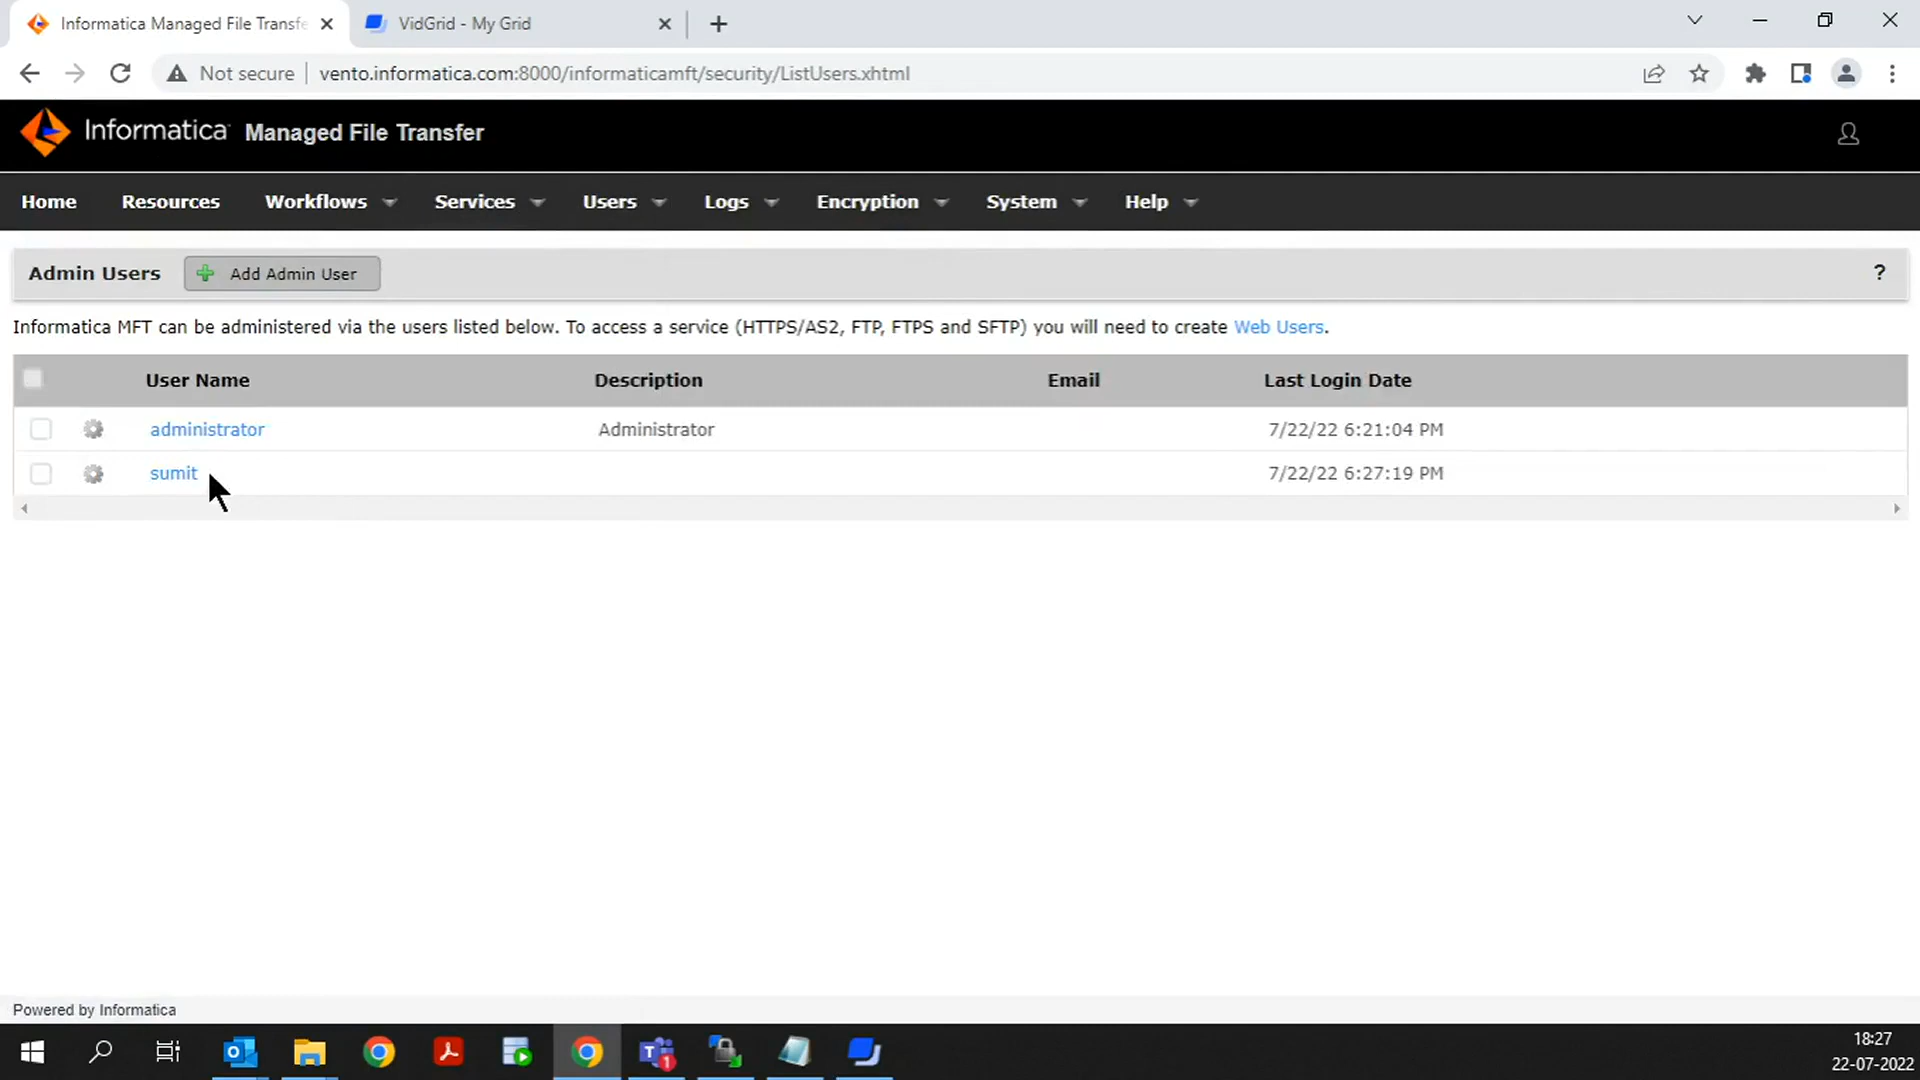 Informatica Managed File Transfe
VidGrid - My Grid
Not secure
vento.informatica.com:8000/informaticamft/security/ListUsers.xhtml
Informatica Managed File Transfer
Home Resources Workflows Services Users Logs Encryption System Help
Admin Users Add Admin User ?
Informatica MFT can be administered via the users listed below. To access a service (HTTPS/AS2, FTP, FTPS and SFTP) you will need to create Web Users.
User Name Description Email Last Login Date
administrator Administrator 7/22/22 6:21:04 PM
sumit 7/22/22 6:27:19 PM
Powered by Informatica
1
18:27
22-07-2022